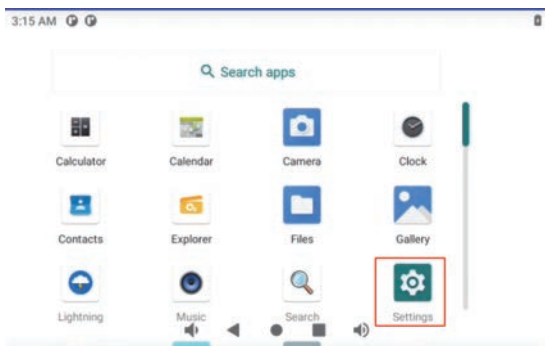 3:15 AM
Search apps
Calculator Calendar Camera Clock
Contacts Explorer Files Gallery
Lightning Music Search Settings